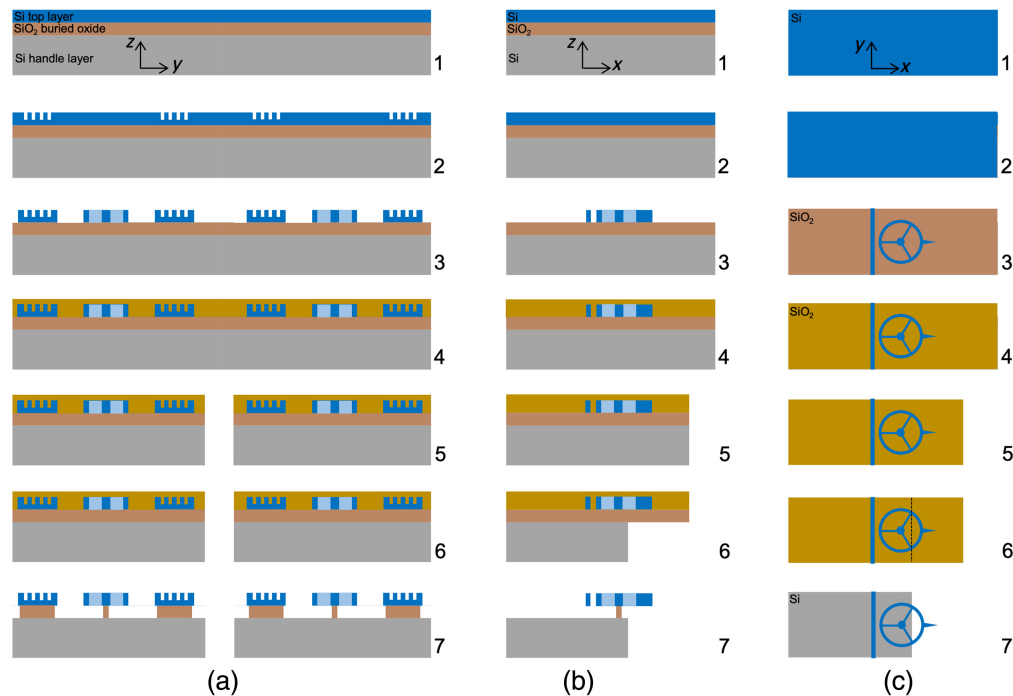 Si top layer
SiO₂ buried oxide
Si handle layer
z
y
1
Si
SiO₂
Si
z
x
1
Si
y
x
1
2
2
2
3
3
SiO₂
3
4
4
SiO₂
4
5
5
5
6
6
6
7
7
Si
7
(a)
(b)
(c)